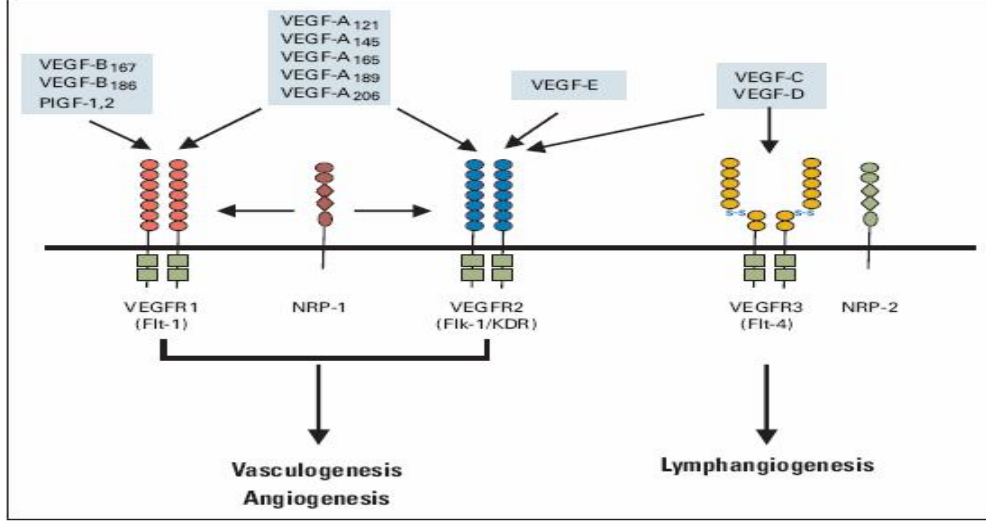 VEGF-B167
VEGF-B186
PIGF-1,2
VEGF-A121
VEGF-A145
VEGF-A165
VEGF-A189
VEGF-A206
VEGF-E
VEGF-C
VEGF-D
s-s
s-s
VEGFR1
(Flt-1)
NRP-1
VEGFR2
(Flk-1/KDR)
VEGFR3
(Flt-4)
NRP-2
Vasculogenesis
Angiogenesis
Lymphangiogenesis